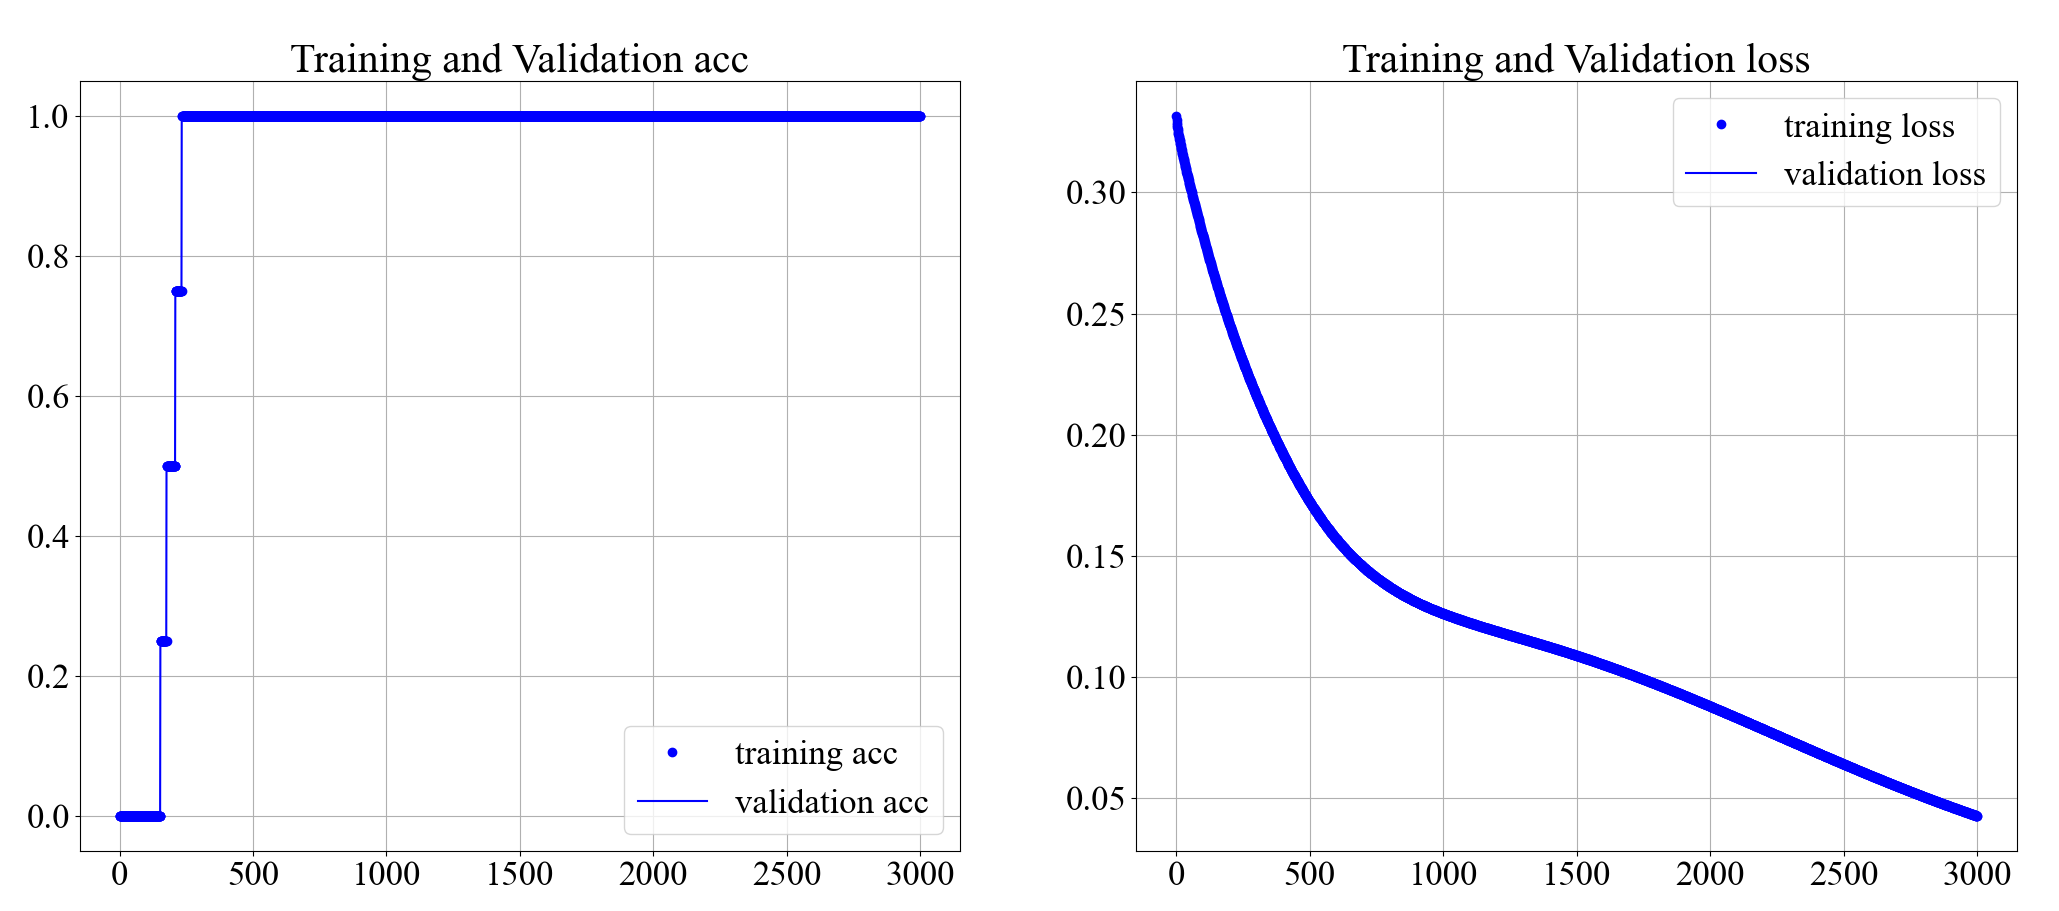 Training and Validation acc
1.0
0.8
0.6
0.4
0.2
0.0
training acc
validation acc
0 500 1000 1500 2000 2500 3000
Training and Validation loss
training loss
validation loss
0.30
0.25
0.20
0.15
0.10
0.05
0 500 1000 1500 2000 2500 3000